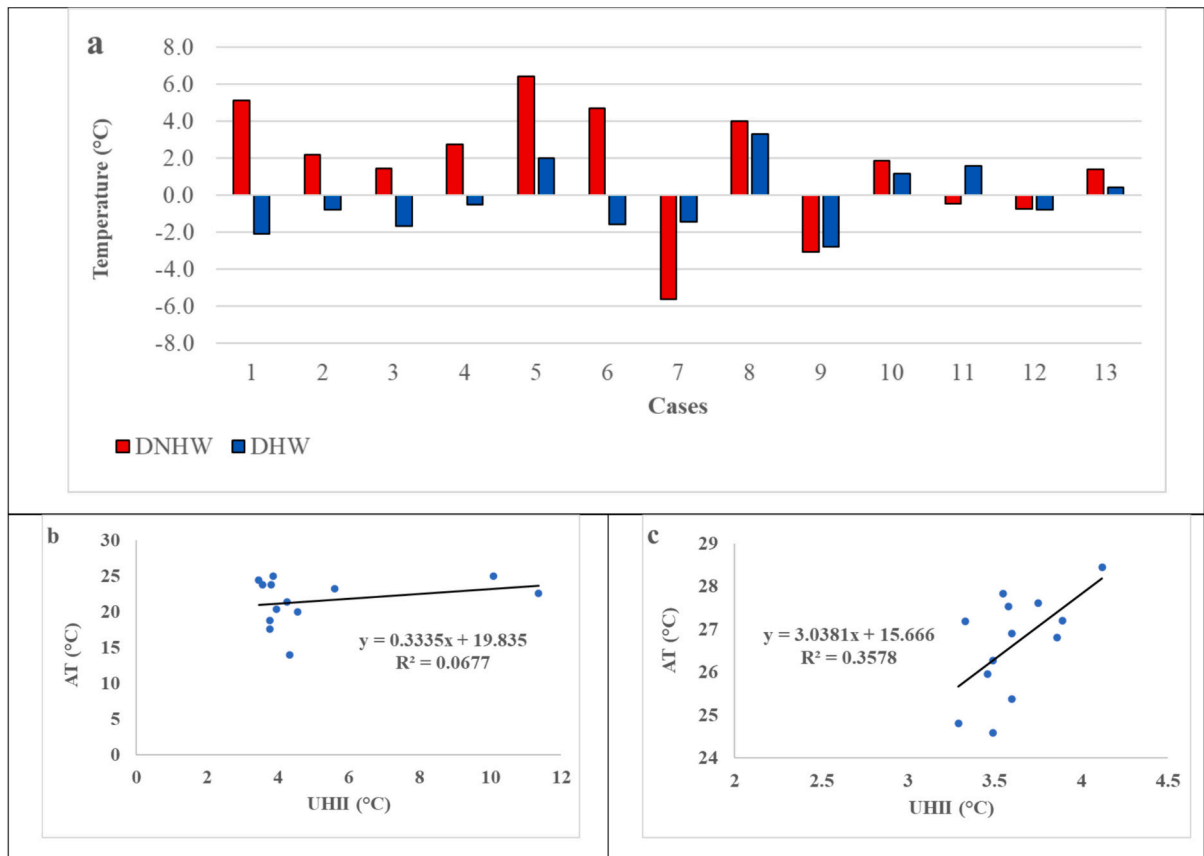 a
8.0
6.0
4.0
2.0
0.0
-2.0
-4.0
-6.0
-8.0
Temperature (°C)
1 2 3 4 5 6 7 8 9 10 11 12 13
Cases
DNHW DHW
b
30
25
20
15
10
5
0
AT (°C)
y = 0.3335x + 19.835
R² = 0.0677
0 2 4 6 8 10 12
UHII (°C)
c
29
28
27
26
25
24
AT (°C)
y = 3.0381x + 15.666
R² = 0.3578
2 2.5 3 3.5 4 4.5
UHII (°C)